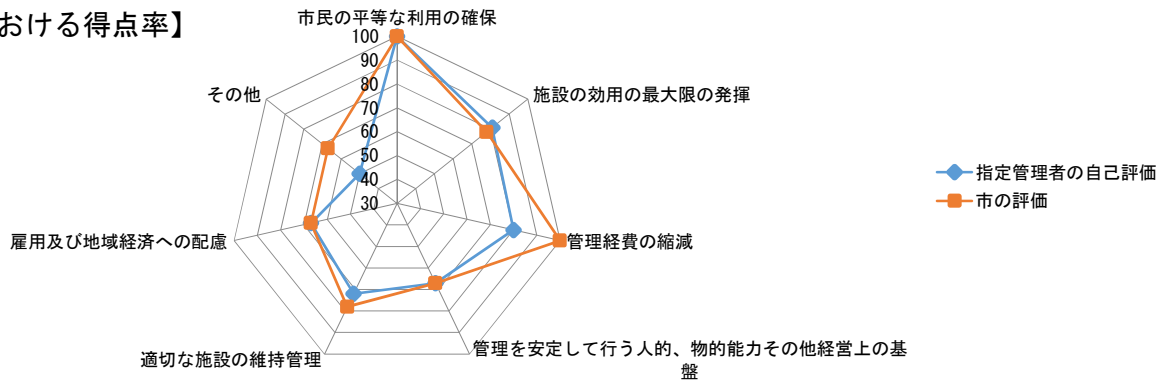 おける得点率】
市民の平等な利用の確保
100
90
80
70
60
50
40
30
施設の効用の最大限の発揮
管理経費の縮減
管理を安定して行う人的、物的能力その他経営上の基
盤
適切な施設の維持管理
雇用及び地域経済への配慮
その他
指定管理者の自己評価
市の評価